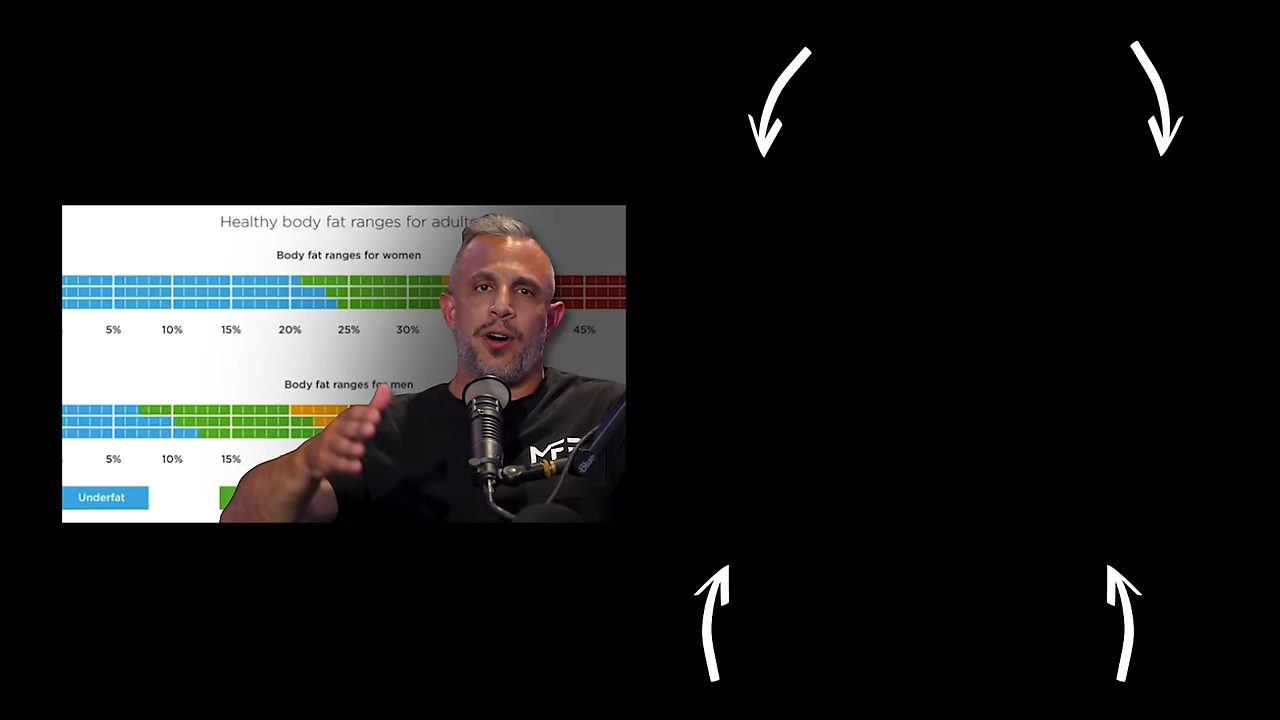 Healthy body fat ranges for adults
Body fat ranges for women
5% 10% 15% 20% 25% 30% 45%
Body fat ranges for men
5% 10% 15%
Underfat